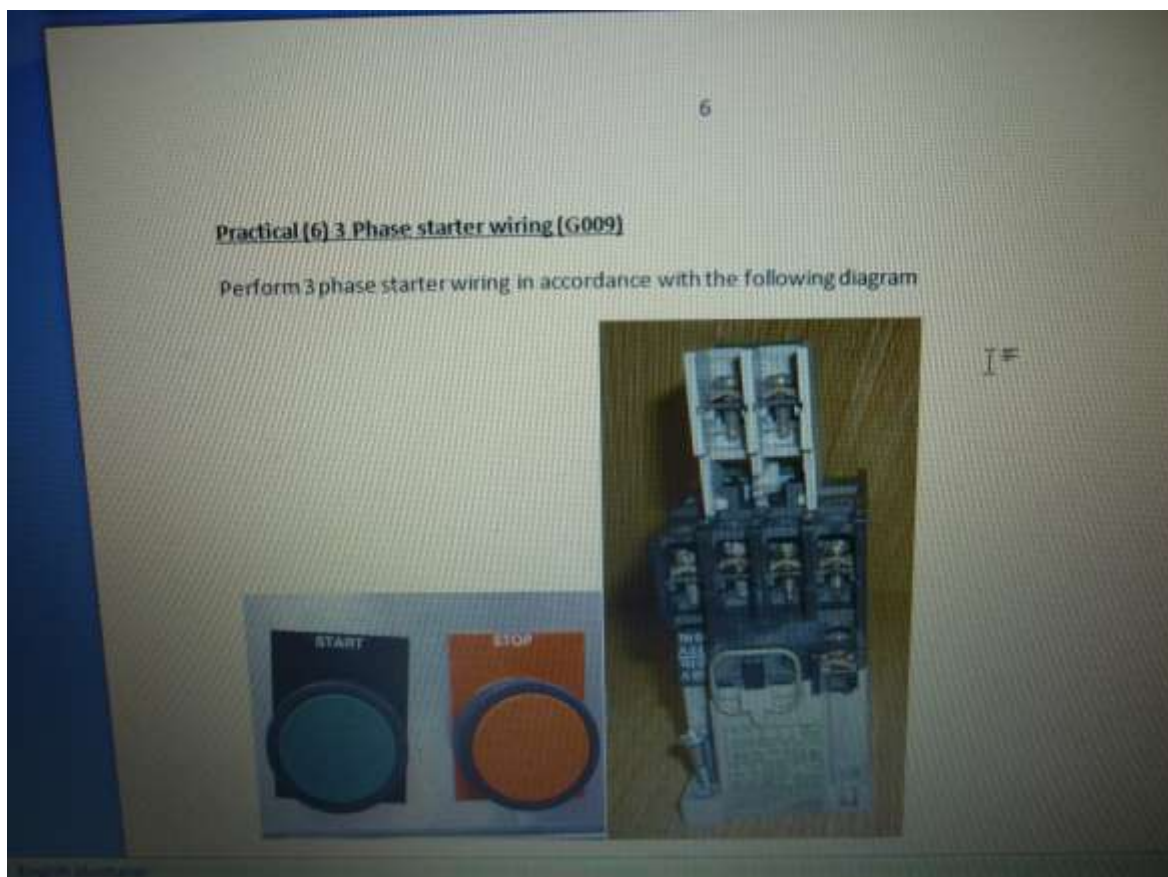 6
Practical (6) 3 Phase starter wiring (G009)
Perform 3 phase starter wiring in accordance with the following diagram
START
STOP